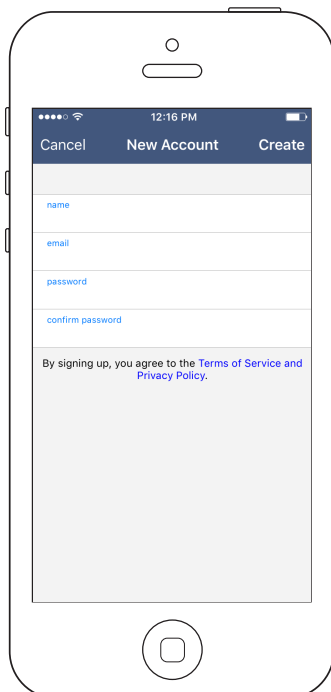 12:16 PM
Cancel New Account Create
name
email
password
confirm password
By signing up, you agree to the Terms of Service and
Privacy Policy.